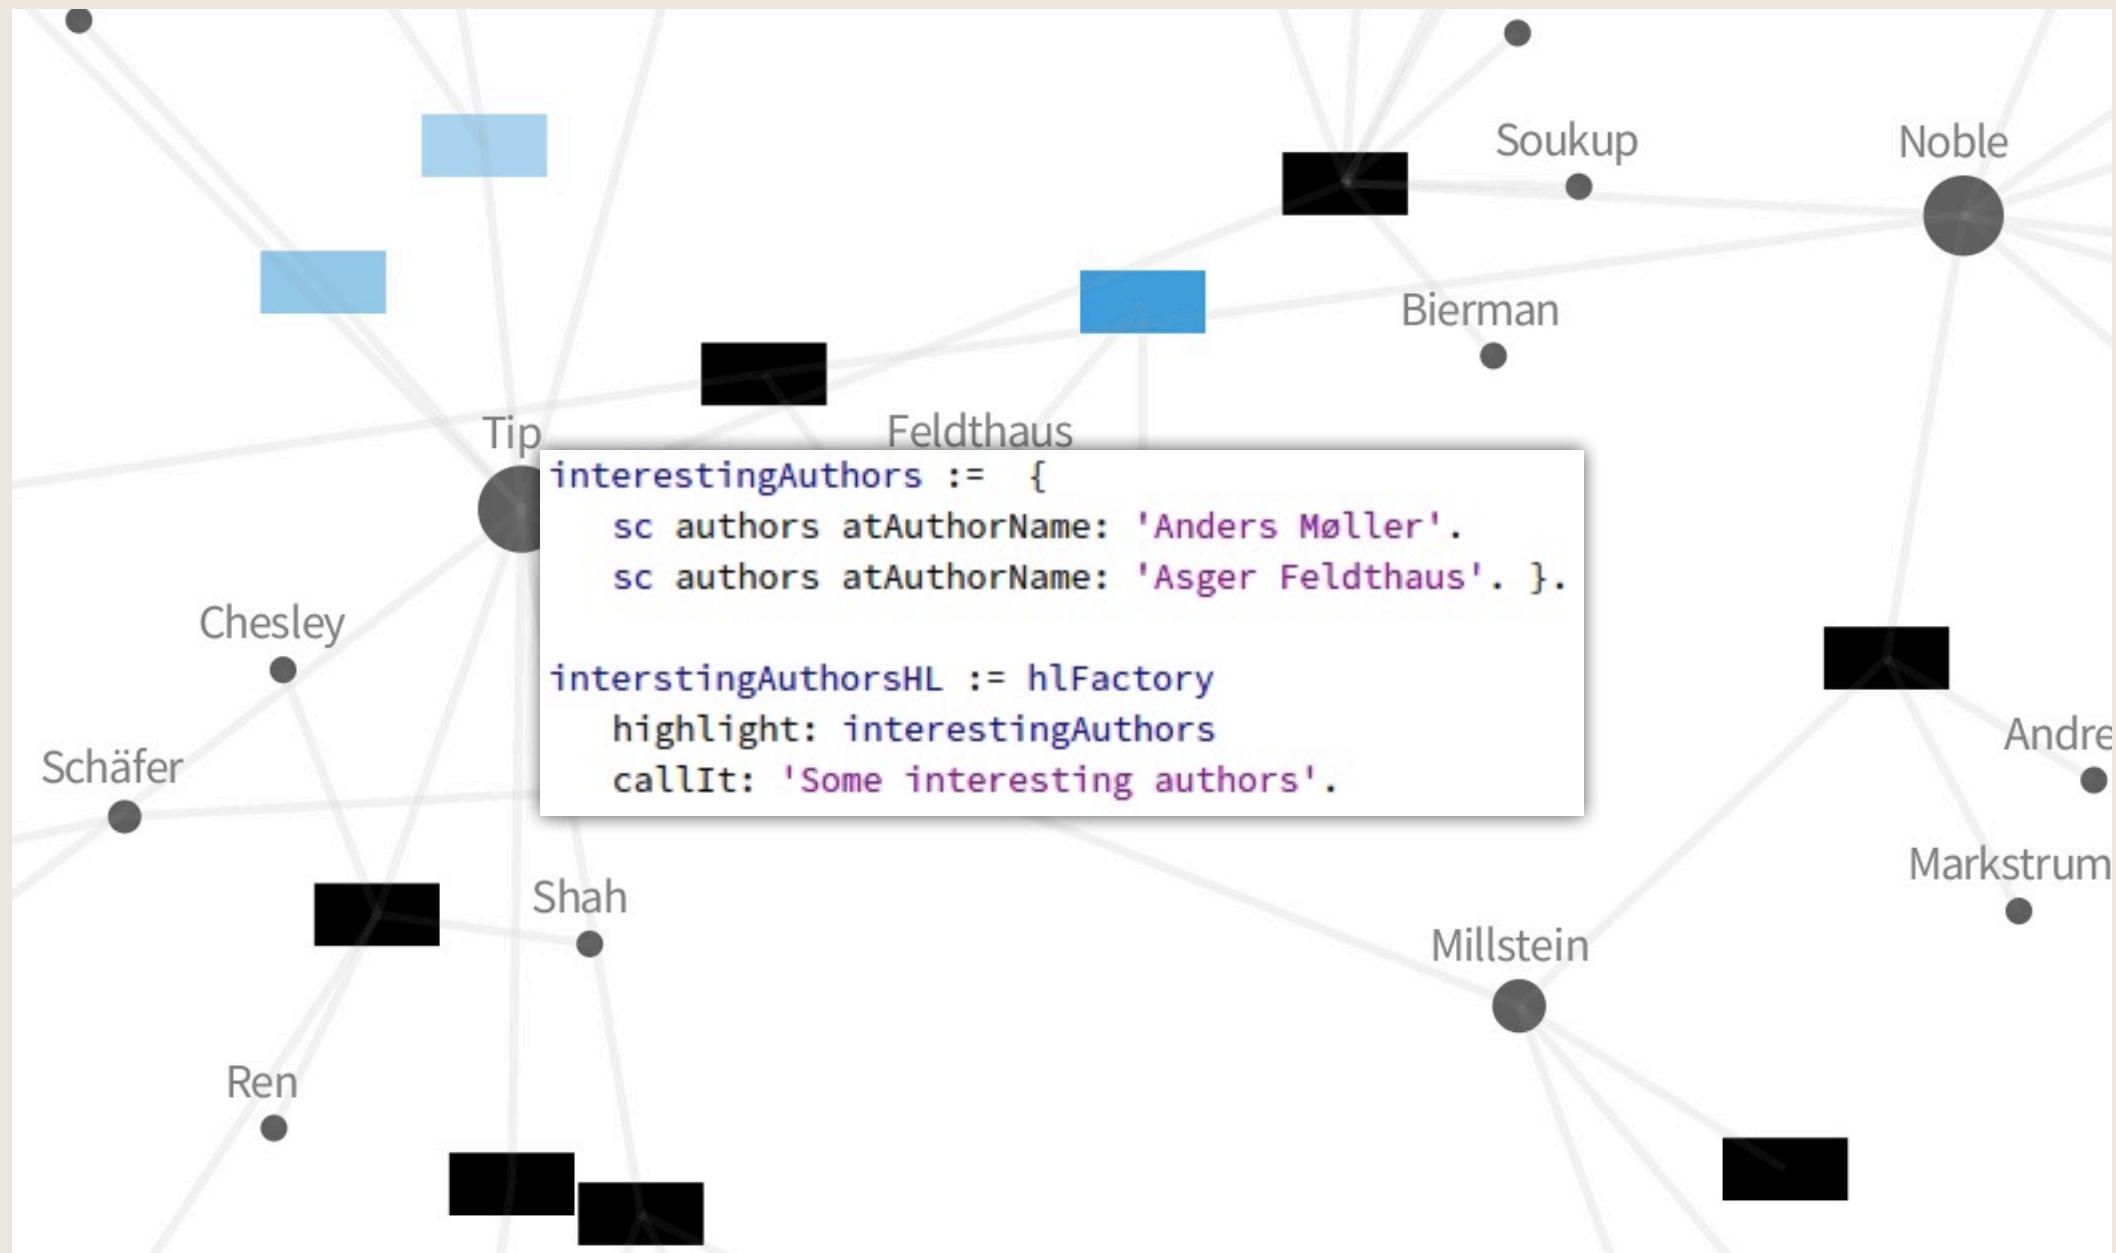 Soukup
Noble
Bierman
Tip
Feldthaus
interestingAuthors := {
sc authors atAuthorName: 'Anders Møller'.
sc authors atAuthorName: 'Asger Feldthaus'. }.
interstingAuthorsHL := hlFactory
highlight: interestingAuthors
callIt: 'Some interesting authors'.
Chesley
Schäfer
Andre
Markstrum
Shah
Millstein
Ren